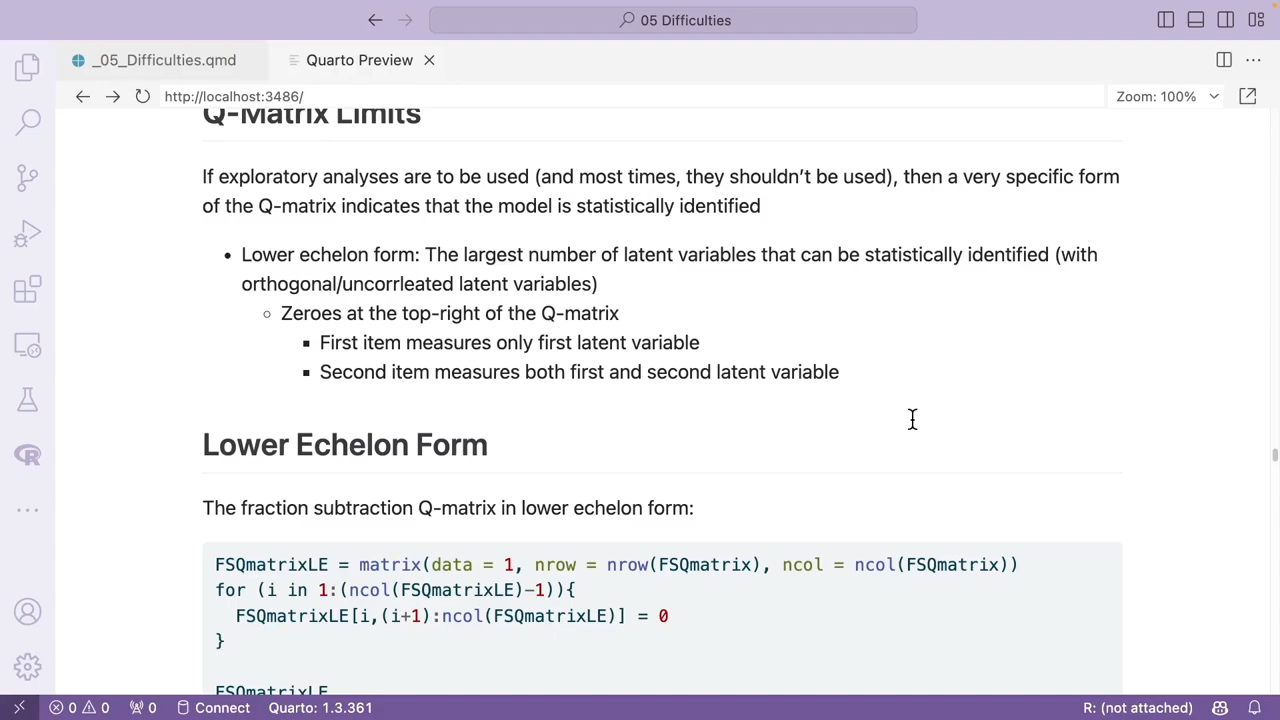 05 Difficulties
_05_Difficulties.qmd
Quarto Preview
http://localhost:3486/
Zoom: 100%
Q-Matrix Limits
If exploratory analyses are to be used (and most times, they shouldn’t be used), then a very specific form
of the Q-matrix indicates that the model is statistically identified
• Lower echelon form: The largest number of latent variables that can be statistically identified (with
orthogonal/uncorrleated latent variables)
◦ Zeroes at the top-right of the Q-matrix
▪ First item measures only first latent variable
▪ Second item measures both first and second latent variable
Lower Echelon Form
The fraction subtraction Q-matrix in lower echelon form:
FSQmatrixLE = matrix(data = 1, nrow = nrow(FSQmatrix), ncol = ncol(FSQmatrix))
for (i in 1:(ncol(FSQmatrixLE)-1)){
  FSQmatrixLE[i,(i+1):ncol(FSQmatrixLE)] = 0
}
FSQmatrixLE
0 0 0 Connect Quarto: 1.3.361 R: (not attached)